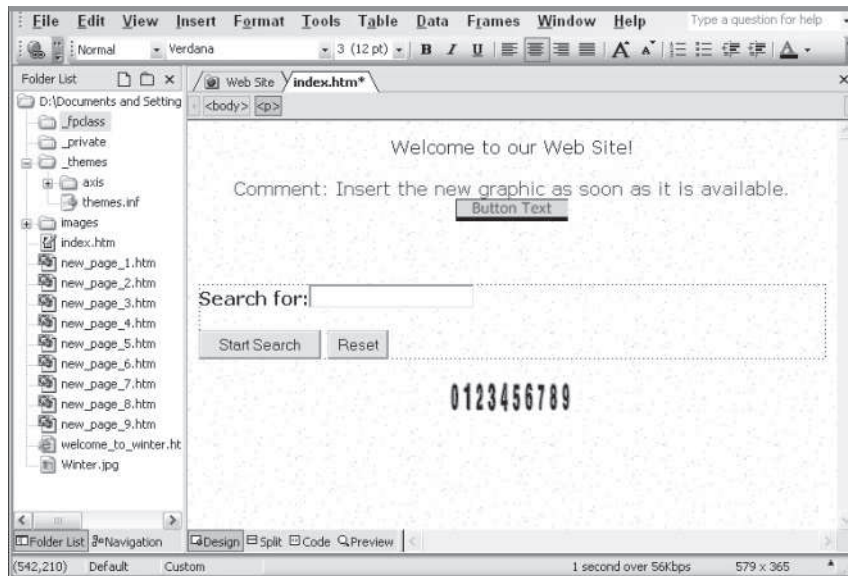 File Edit View Insert Format Tools Table Data Frames Window Help Type a question for help
Normal Verdana 3 (12 pt) B I U A A A
Folder List
Web Site index.htm*
D:\Documents and Setting
<body> <p>
_fpclass
_private
_themes
axis
themes.inf
images
index.htm
new_page_1.htm
new_page_2.htm
new_page_3.htm
new_page_4.htm
new_page_5.htm
new_page_6.htm
new_page_7.htm
new_page_8.htm
new_page_9.htm
welcome_to_winter.ht
Winter.jpg
Welcome to our Web Site!
Comment: Insert the new graphic as soon as it is available.
Button Text
Search for:
Start Search Reset
0123456789
Folder List Navigation Design Split Code Preview
(542,210) Default Custom 1 second over 56Kbps 579 x 365